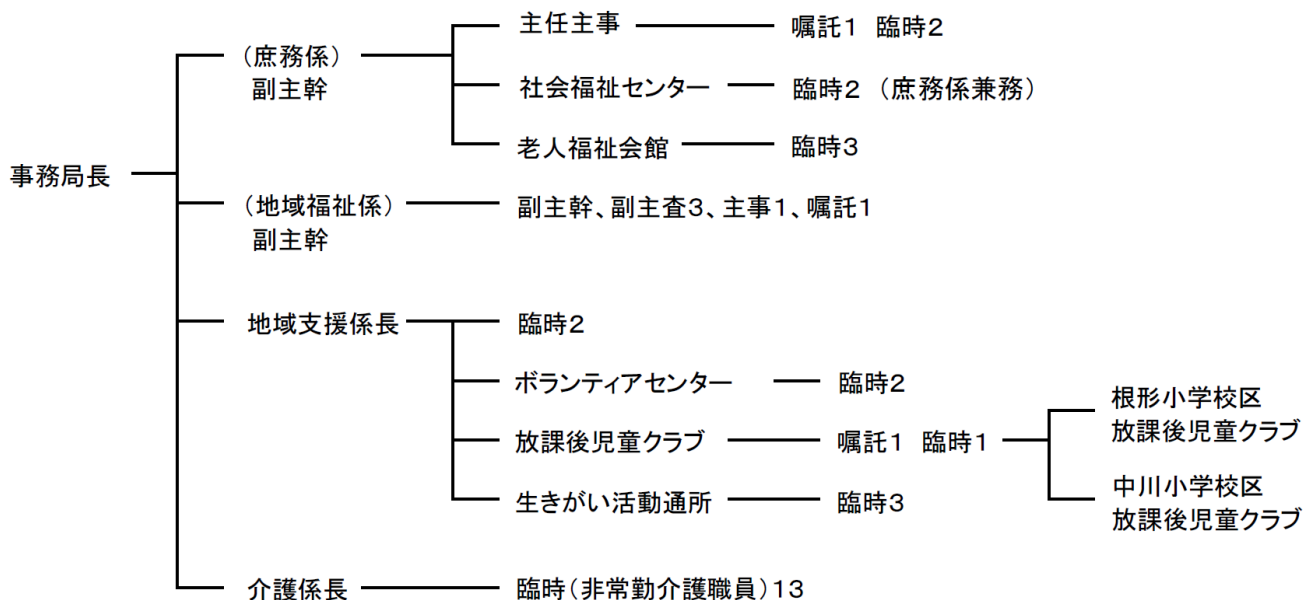 事務局長
（庶務係）
副主幹
主任主事
嘱託１　臨時２
社会福祉センター
臨時２　（庶務係兼務）
老人福祉会館
臨時３
（地域福祉係）
副主幹
副主幹、副主査３、主事１、嘱託１
地域支援係長
臨時２
ボランティアセンター
臨時２
放課後児童クラブ
嘱託１　臨時１
根形小学校区
放課後児童クラブ
中川小学校区
放課後児童クラブ
生きがい活動通所
臨時３
介護係長
臨時（非常勤介護職員）１３